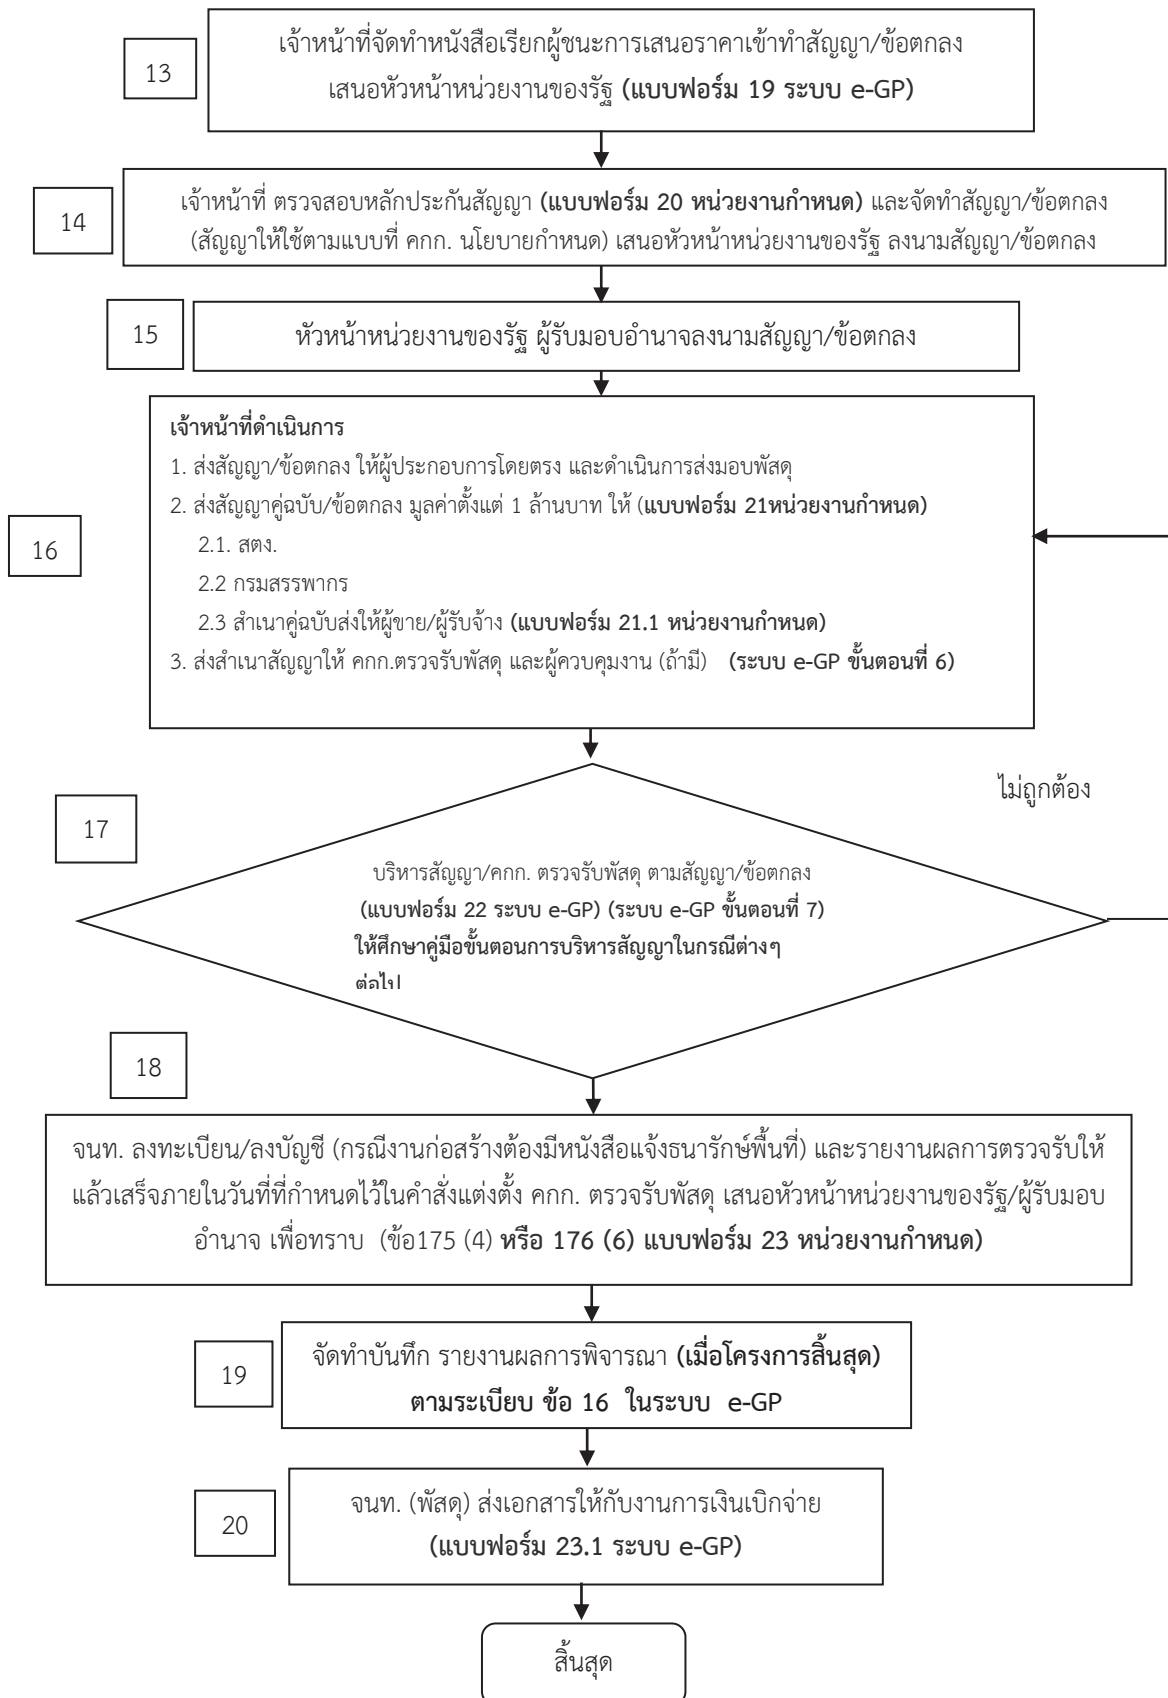 13
เจ้าหน้าที่จัดทำหนังสือเรียกผู้ชนะการเสนอราคาเข้าทำสัญญา/ข้อตกลง
เสนอหัวหน้าหน่วยงานของรัฐ (แบบฟอร์ม 19 ระบบ e-GP)
14
เจ้าหน้าที่ ตรวจสอบหลักประกันสัญญา (แบบฟอร์ม 20 หน่วยงานกำหนด) และจัดทำสัญญา/ข้อตกลง
(สัญญาให้ใช้ตามแบบที่ คกก. นโยบายกำหนด) เสนอหัวหน้าหน่วยงานของรัฐ ลงนามสัญญา/ข้อตกลง
15
หัวหน้าหน่วยงานของรัฐ ผู้รับมอบอำนาจลงนามสัญญา/ข้อตกลง
16
เจ้าหน้าที่ดำเนินการ
1. ส่งสัญญา/ข้อตกลง ให้ผู้ประกอบการโดยตรง และดำเนินการส่งมอบพัสดุ
2. ส่งสัญญาคู่ฉบับ/ข้อตกลง มูลค่าตั้งแต่ 1 ล้านบาท ให้ (แบบฟอร์ม 21หน่วยงานกำหนด)
2.1. สตง.
2.2 กรมสรรพากร
2.3 สำเนาคู่ฉบับส่งให้ผู้ขาย/ผู้รับจ้าง (แบบฟอร์ม 21.1 หน่วยงานกำหนด)
3. ส่งสำเนาสัญญาให้ คกก.ตรวจรับพัสดุ และผู้ควบคุมงาน (ถ้ามี) (ระบบ e-GP ขั้นตอนที่ 6)
ไม่ถูกต้อง
17
บริหารสัญญา/คกก. ตรวจรับพัสดุ ตามสัญญา/ข้อตกลง
(แบบฟอร์ม 22 ระบบ e-GP) (ระบบ e-GP ขั้นตอนที่ 7)
ให้ศึกษาคู่มือขั้นตอนการบริหารสัญญาในกรณีต่างๆ
ต่อไป
18
จนท. ลงทะเบียน/ลงบัญชี (กรณีงานก่อสร้างต้องมีหนังสือแจ้งธนารักษ์พื้นที่) และรายงานผลการตรวจรับให้
แล้วเสร็จภายในวันที่ที่กำหนดไว้ในคำสั่งแต่งตั้ง คกก. ตรวจรับพัสดุ เสนอหัวหน้าหน่วยงานของรัฐ/ผู้รับมอบ
อำนาจ เพื่อทราบ (ข้อ175 (4) หรือ 176 (6) แบบฟอร์ม 23 หน่วยงานกำหนด)
19
จัดทำบันทึก รายงานผลการพิจารณา (เมื่อโครงการสิ้นสุด)
ตามระเบียบ ข้อ 16 ในระบบ e-GP
20
จนท. (พัสดุ) ส่งเอกสารให้กับงานการเงินเบิกจ่าย
(แบบฟอร์ม 23.1 ระบบ e-GP)
สิ้นสุด